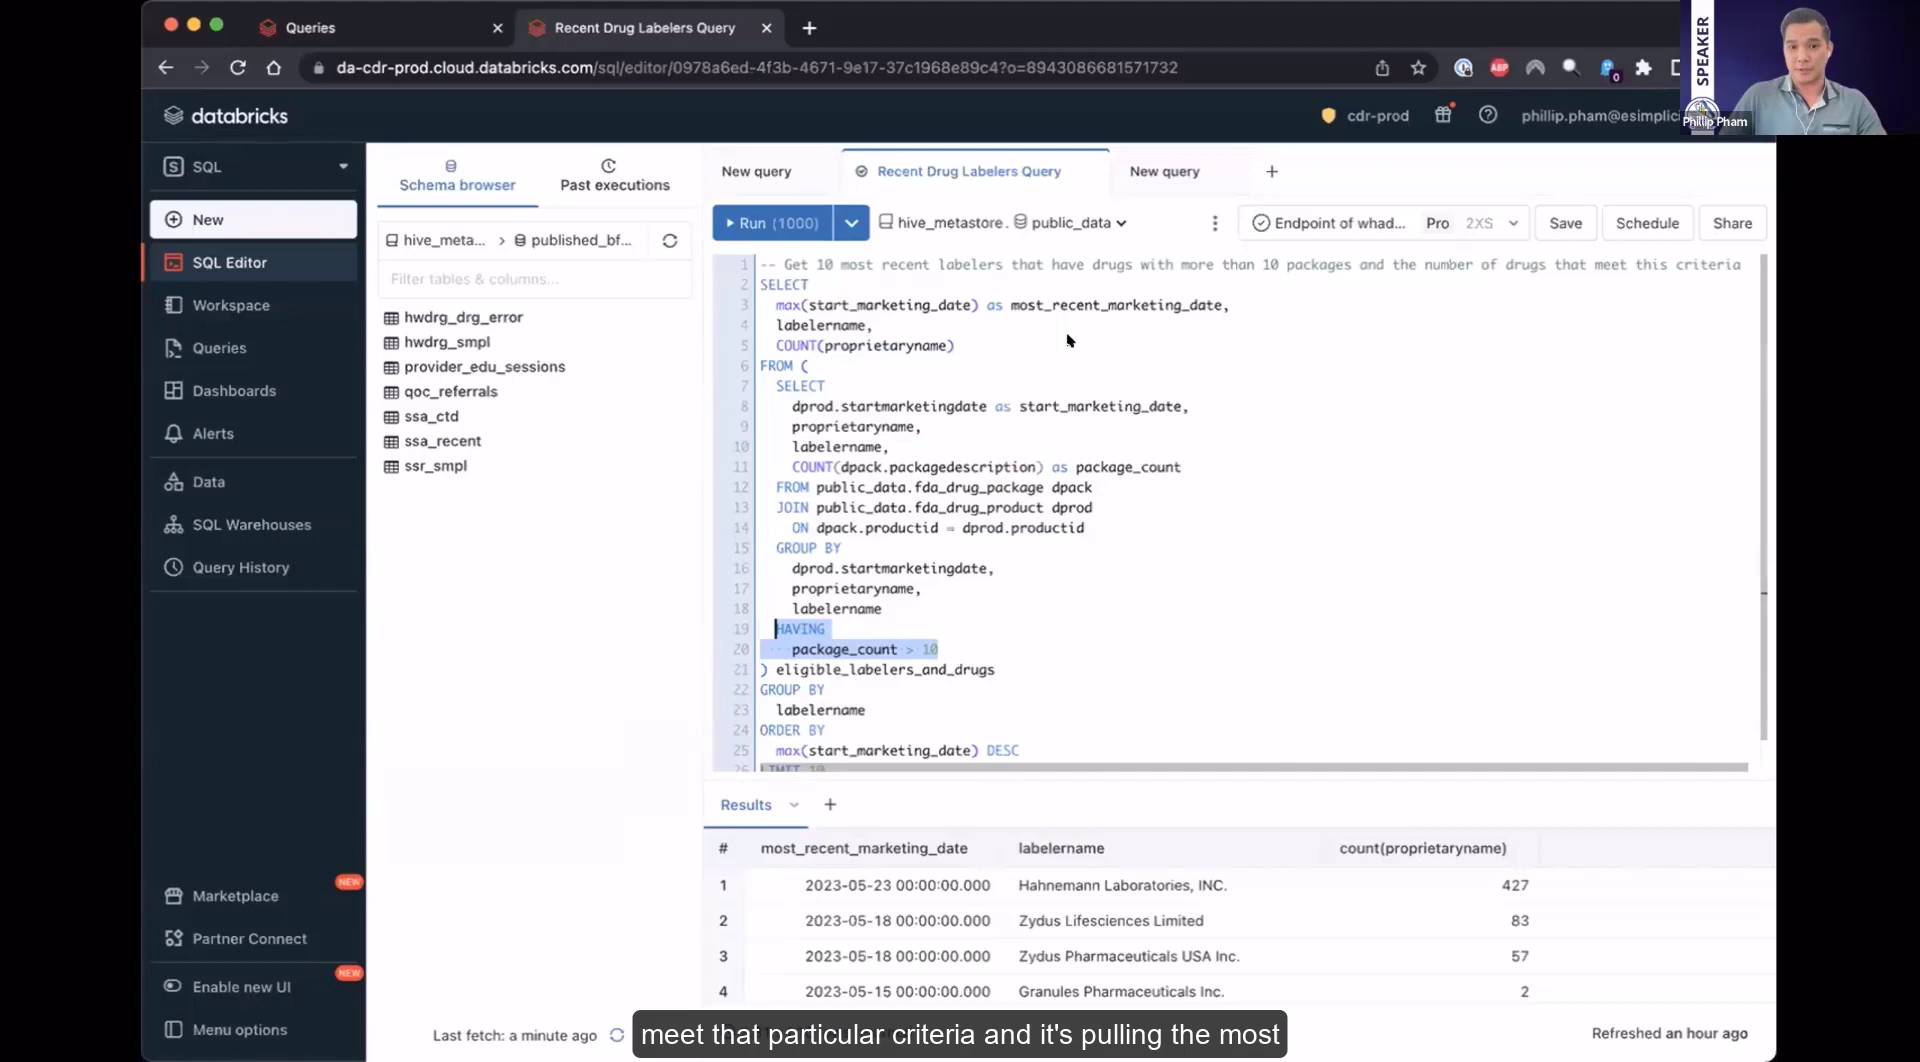 Queries
Recent Drug Labelers Query
da-cdr-prod.cloud.databricks.com/sql/editor/0978a6ed-4f3b-4671-9e17-37c1968e89c4?o=8943086681571732
ABP
0
SPEAKER
Phillip Pham
databricks
cdr-prod
phillip.pham@esimplici
SQL
New
SQL Editor
Workspace
Queries
Dashboards
Alerts
Data
SQL Warehouses
Query History
Marketplace
NEW
Partner Connect
Enable new UI
NEW
Menu options
Schema browser
Past executions
hive_meta... > published_bf...
Filter tables & columns...
hwdrg_drg_error
hwdrg_smpl
provider_edu_sessions
qoc_referrals
ssa_ctd
ssa_recent
ssr_smpl
Last fetch: a minute ago
New query
Recent Drug Labelers Query
New query
Run (1000)
hive_metastore. public_data
Endpoint of whad... Pro 2XS
Save
Schedule
Share
1 -- Get 10 most recent labelers that have drugs with more than 10 packages and the number of drugs that meet this criteria
2 SELECT
3 max(start_marketing_date) as most_recent_marketing_date,
4 labelername,
5 COUNT(proprietaryname)
6 FROM (
7 SELECT
8 dprod.startmarketingdate as start_marketing_date,
9 proprietaryname,
10 labelername,
11 COUNT(dpack.packagedescription) as package_count
12 FROM public_data.fda_drug_package dpack
13 JOIN public_data.fda_drug_product dprod
14 ON dpack.productid = dprod.productid
15 GROUP BY
16 dprod.startmarketingdate,
17 proprietaryname,
18 labelername
19 HAVING
20 package_count > 10
21 ) eligible_labelers_and_drugs
22 GROUP BY
23 labelername
24 ORDER BY
25 max(start_marketing_date) DESC
26 LIMIT 10
Results
# most_recent_marketing_date labelername count(proprietaryname)
1 2023-05-23 00:00:00.000 Hahnemann Laboratories, INC. 427
2 2023-05-18 00:00:00.000 Zydus Lifesciences Limited 83
3 2023-05-18 00:00:00.000 Zydus Pharmaceuticals USA Inc. 57
4 2023-05-15 00:00:00.000 Granules Pharmaceuticals Inc. 2
Refreshed an hour ago
meet that particular criteria and it's pulling the most